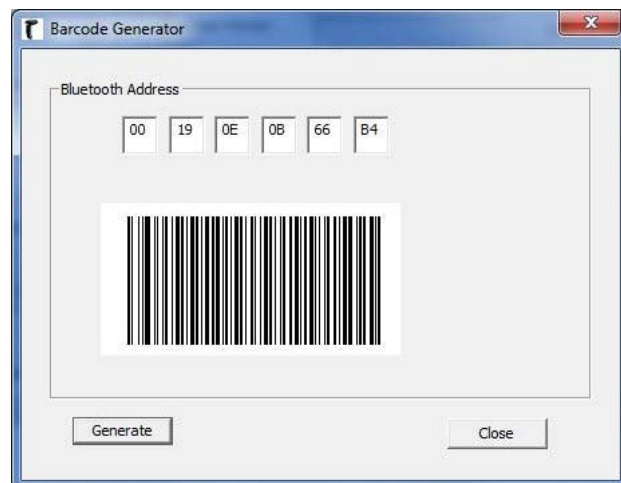 Barcode Generator
Bluetooth Address
00 19 0E 0B 66 B4
Generate Close